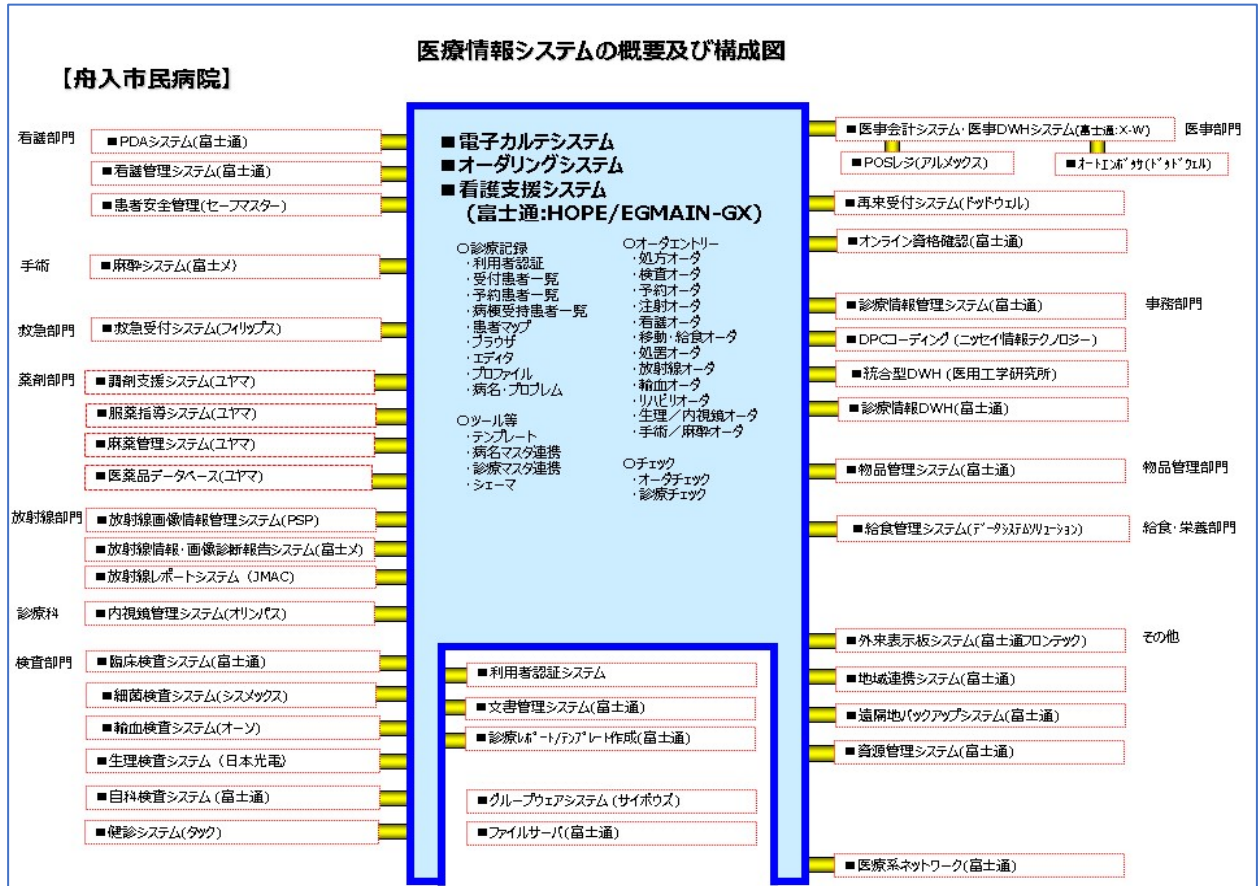 医療情報システムの概要及び構成図
【舟入市民病院】
看護部門
■PDAシステム(富士通)
■看護管理システム(富士通)
■患者安全管理(セーフマスター)
手術
■麻酔システム(富士メ)
救急部門
■救急受付システム(フィリップス)
薬剤部門
■調剤支援システム(ユヤマ)
■服薬指導システム(ユヤマ)
■麻薬管理システム(ユヤマ)
■医薬品データベース(ユヤマ)
放射線部門
■放射線画像情報管理システム(PSP)
■放射線情報・画像診断報告システム(富士メ)
■放射線レポートシステム (JMAC)
診療科
■内視鏡管理システム(オリンパス)
検査部門
■臨床検査システム(富士通)
■細菌検査システム(シスメックス)
■輸血検査システム(オーソ)
■生理検査システム (日本光電)
■自科検査システム (富士通)
■健診システム(タック)
■電子カルテシステム
■オーダリングシステム
■看護支援システム
(富士通:HOPE/EGMAIN-GX)
○診療記録
・利用者認証
・受付患者一覧
・予約患者一覧
・病棟受持患者一覧
・患者マップ
・ブラウザ
・エディタ
・プロファイル
・病名・プロブレム
○ツール等
・テンプレート
・病名マスタ連携
・診療マスタ連携
・シェーマ
○オーダエントリー
・処方オーダ
・検査オーダ
・予約オーダ
・注射オーダ
・看護オーダ
・移動・給食オーダ
・処置オーダ
・放射線オーダ
・輸血オーダ
・リハビリオーダ
・生理/内視鏡オーダ
・手術/麻酔オーダ
○チェック
・オーダチェック
・診療チェック
■利用者認証システム
■文書管理システム(富士通)
■診療ﾚﾎﾟｰﾄ/ﾃﾝﾌﾟﾚｰﾄ作成(富士通)
■グループウェアシステム (サイボウズ)
■ファイルサーバ(富士通)
■医事会計システム・医事DWHシステム(富士通:X-W)
医事部門
■POSレジ(アルメックス)
■ｵｰﾄｴﾝﾎﾞｯｻ(ﾄﾞｯﾄﾞｳｪﾙ)
■再来受付システム(ドッドウェル)
■オンライン資格確認(富士通)
■診療情報管理システム(富士通)
事務部門
■DPCコーディング (ニッセイ情報テクノロジー)
■統合型DWH (医用工学研究所)
■診療情報DWH(富士通)
■物品管理システム(富士通)
物品管理部門
■給食管理システム(ﾃﾞｰﾀｼｽﾃﾑｿﾘｭｰｼｮﾝ)
給食・栄養部門
■外来表示板システム(富士通フロンテック)
その他
■地域連携システム(富士通)
■遠隔地バックアップシステム(富士通)
■資源管理システム(富士通)
■医療系ネットワーク(富士通)